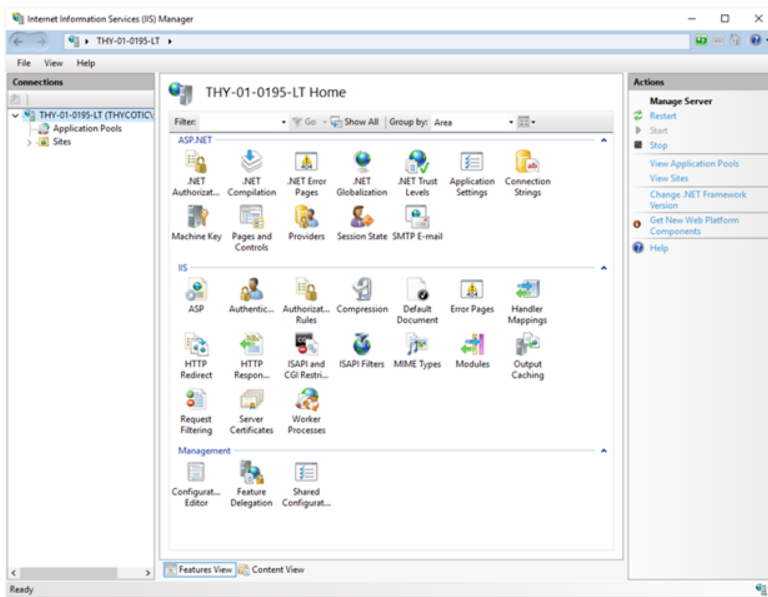 Internet Information Services (IIS) Manager
THY-01-0195-LT
File View Help
Connections
THY-01-0195-LT (THYCOTIC\
Application Pools
Sites
THY-01-0195-LT Home
Filter: Go Show All Group by: Area
ASP.NET
.NET Authorizat...
.NET Compilation
.NET Error Pages
.NET Globalization
.NET Trust Levels
Application Settings
Connection Strings
Machine Key
Pages and Controls
Providers
Session State
SMTP E-mail
IIS
ASP
Authentic...
Authorizat... Rules
Compression
Default Document
Error Pages
Handler Mappings
HTTP Redirect
HTTP Respon...
ISAPI and CGI Restri...
ISAPI Filters
MIME Types
Modules
Output Caching
Request Filtering
Server Certificates
Worker Processes
Management
Configurat... Editor
Feature Delegation
Shared Configurat...
Features View
Content View
Actions
Manage Server
Restart
Start
Stop
View Application Pools
View Sites
Change .NET Framework
Version
Get New Web Platform
Components
Help
Ready